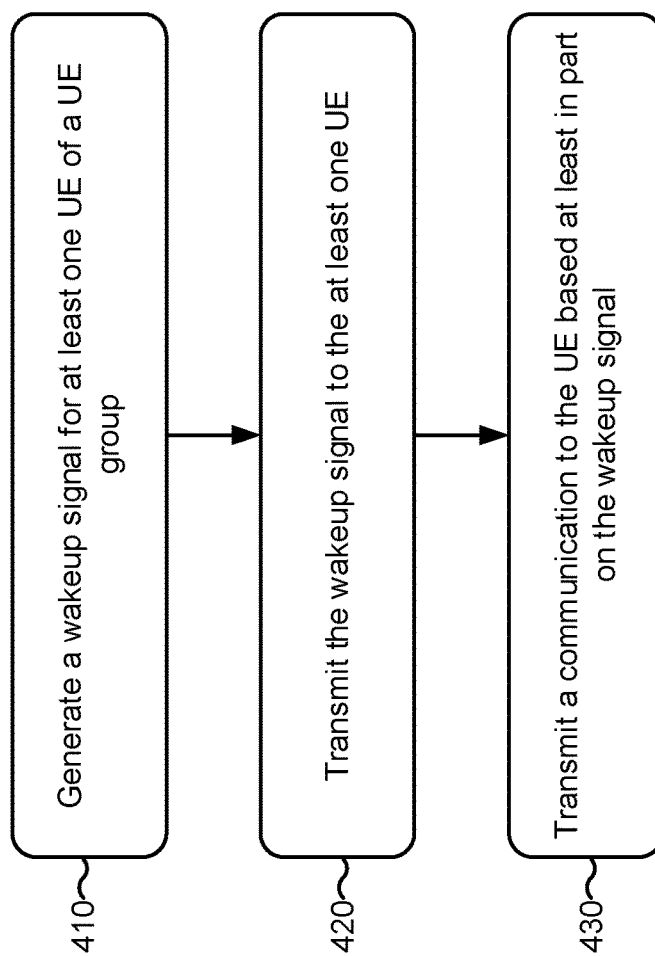 410
Generate a wakeup signal for at least one UE of a UE
group
420
Transmit the wakeup signal to the at least one UE
430
Transmit a communication to the UE based at least in part
on the wakeup signal